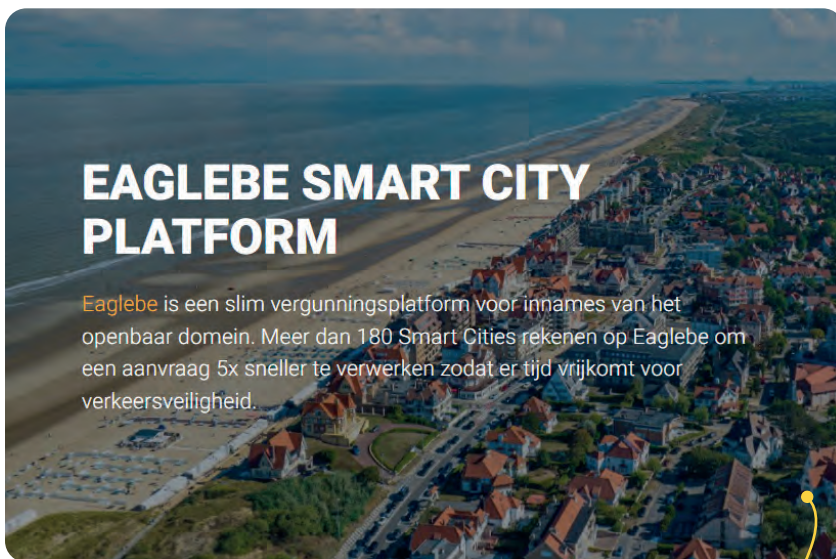 EAGLEBE SMART CITY
PLATFORM
Eaglebe is een slim vergunningsplatform voor innames van het
openbaar domein. Meer dan 180 Smart Cities rekenen op Eaglebe om
een aanvraag 5x sneller te verwerken zodat er tijd vrijkomt voor
verkeersveiligheid.